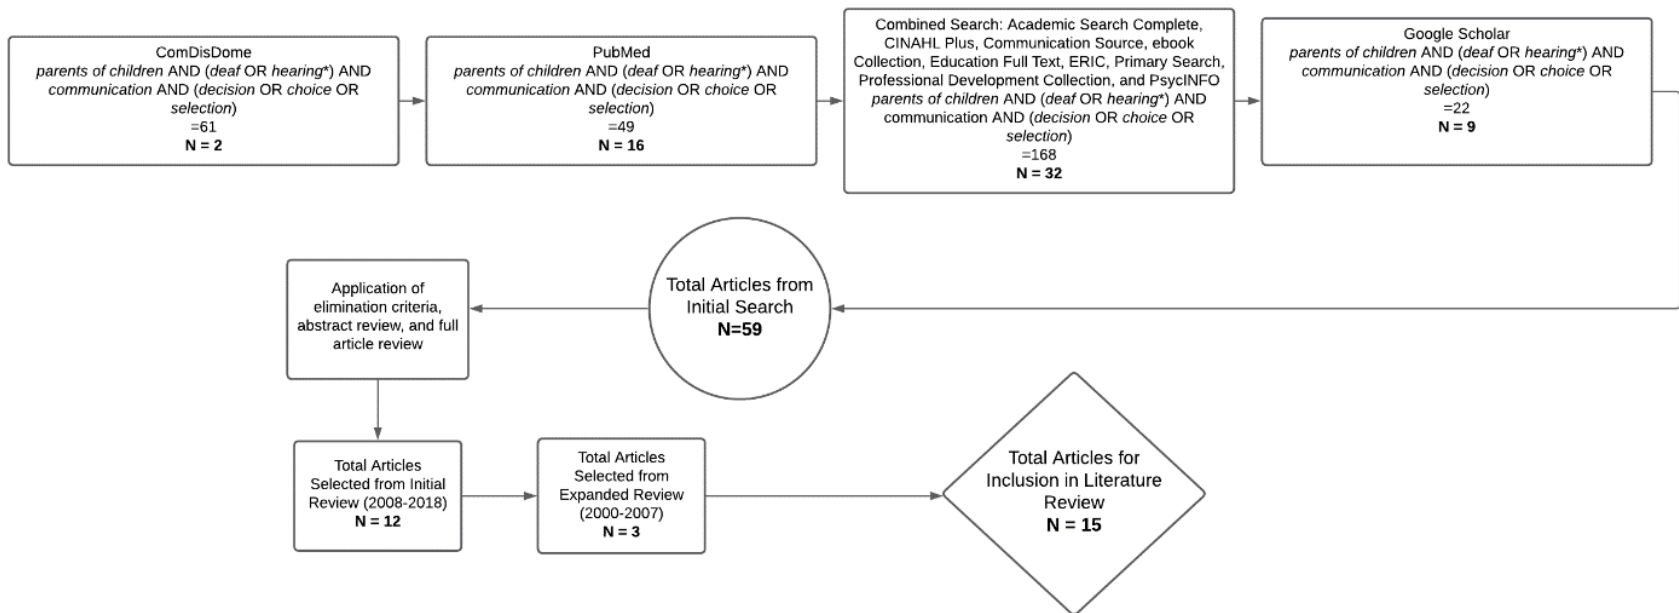 ComDisDome
parents of children AND (deaf OR hearing*) AND
communication AND (decision OR choice OR
selection)
=61
N = 2
PubMed
parents of children AND (deaf OR hearing*) AND
communication AND (decision OR choice OR
selection)
=49
N = 16
Combined Search: Academic Search Complete,
CINAHL Plus, Communication Source, ebook
Collection, Education Full Text, ERIC, Primary Search,
Professional Development Collection, and PsycINFO
parents of children AND (deaf OR hearing*) AND
communication AND (decision OR choice OR
selection)
=168
N = 32
Google Scholar
parents of children AND (deaf OR hearing*) AND
communication AND (decision OR choice OR
selection)
=22
N = 9
Total Articles from
Initial Search
N=59
Application of
elimination criteria,
abstract review, and full
article review
Total Articles
Selected from Initial
Review (2008-2018)
N = 12
Total Articles
Selected from
Expanded Review
(2000-2007)
N = 3
Total Articles for
Inclusion in Literature
Review
N = 15